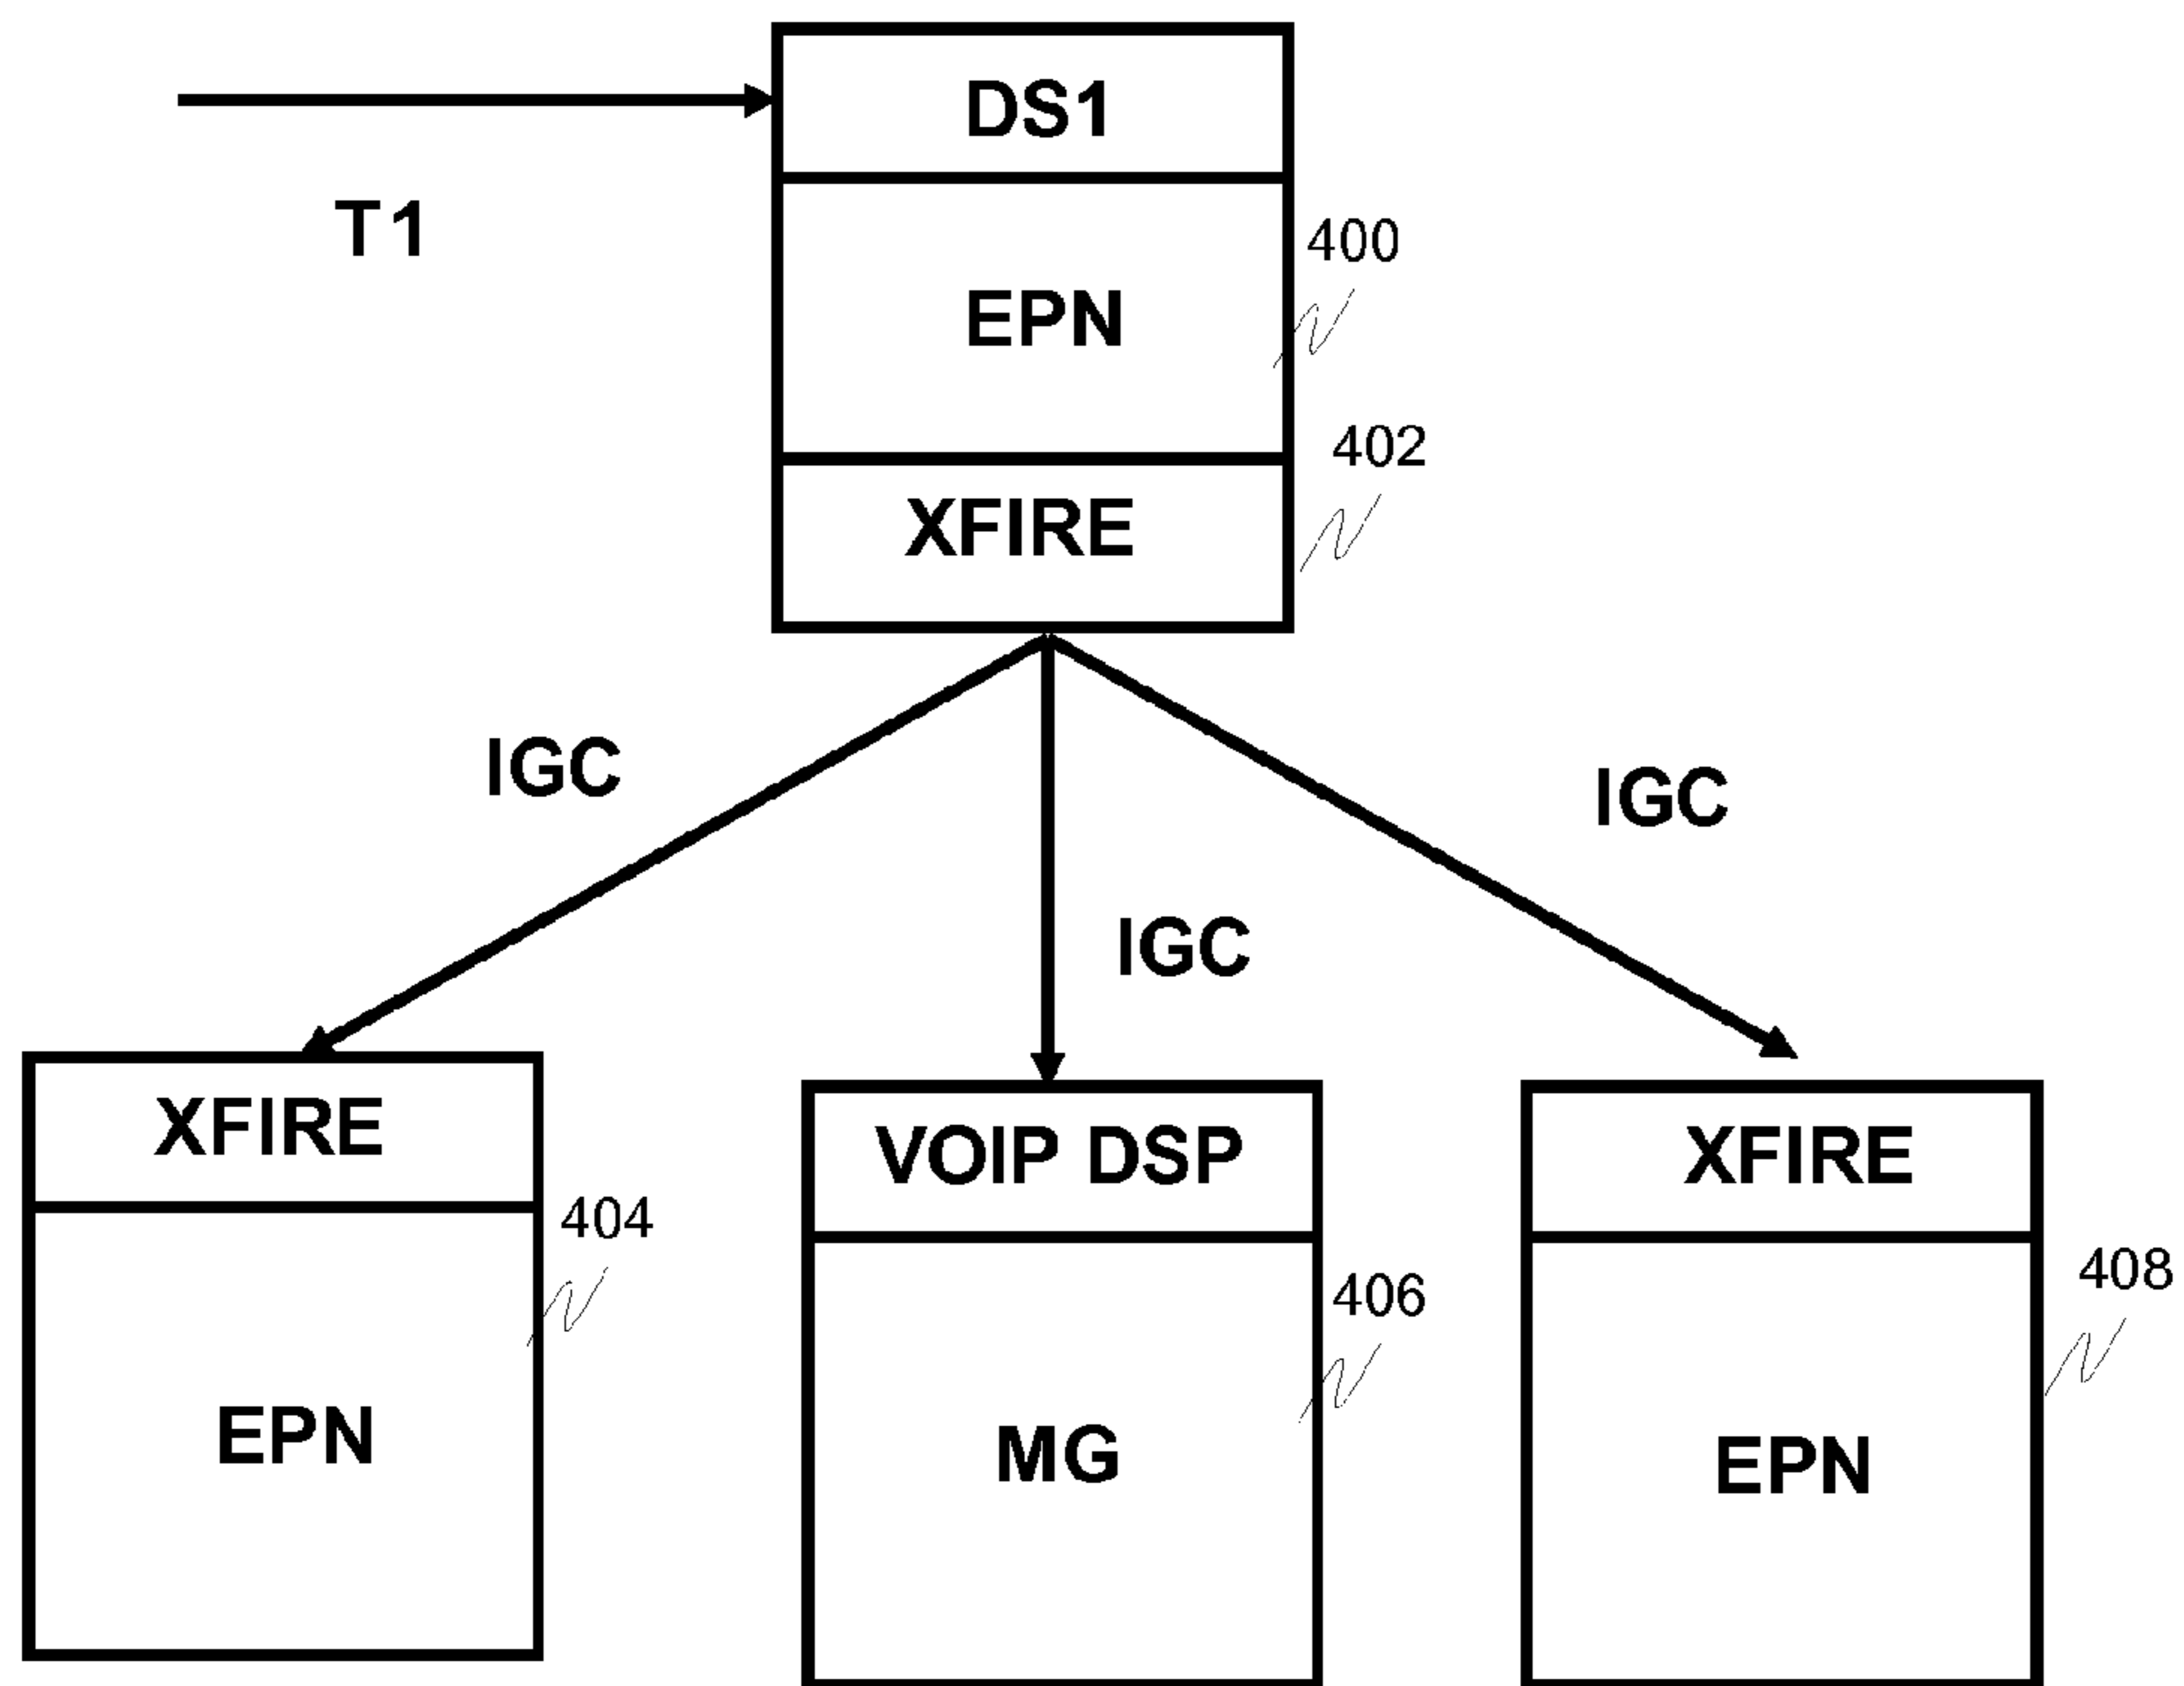 DS1
T1
400
EPN
402
XFIRE
IGC
IGC
IGC
XFIRE
VOIP DSP
XFIRE
404
406
408
EPN
MG
EPN